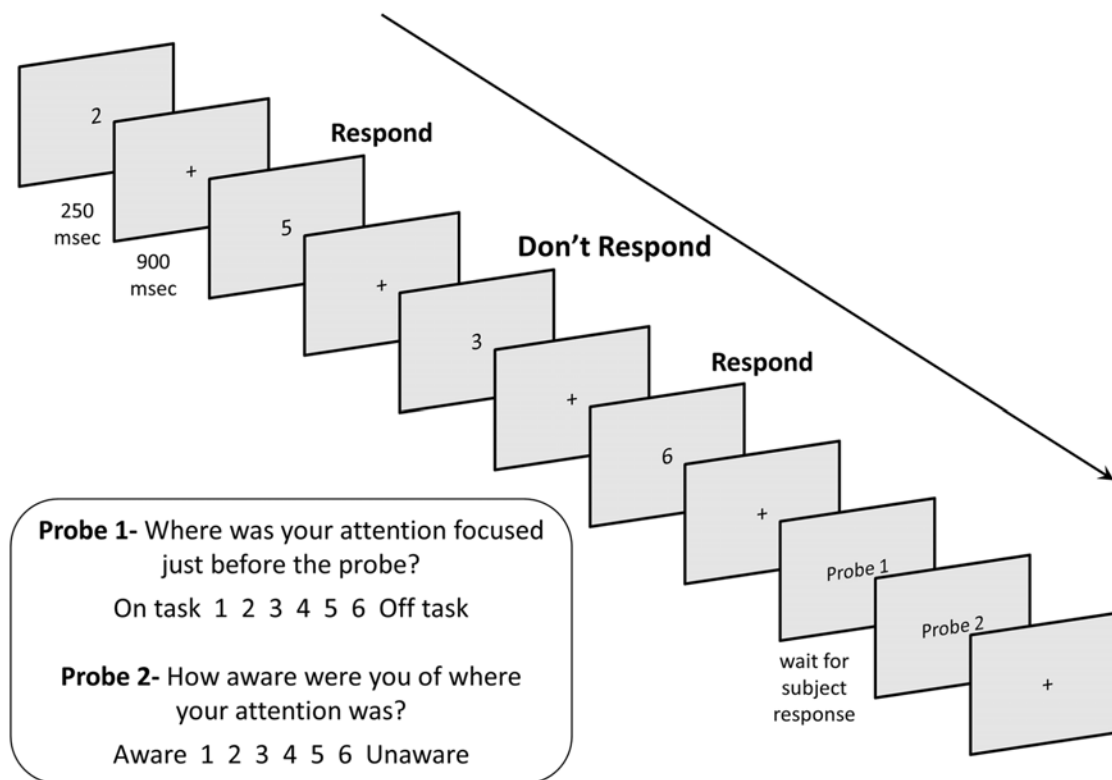 2
+
250
msec
900
msec
Respond
5
+
Don’t Respond
3
+
Respond
6
+
Probe 1
wait for
subject
response
Probe 2
+
Probe 1- Where was your attention focused
just before the probe?
On task 1 2 3 4 5 6 Off task
Probe 2- How aware were you of where
your attention was?
Aware 1 2 3 4 5 6 Unaware